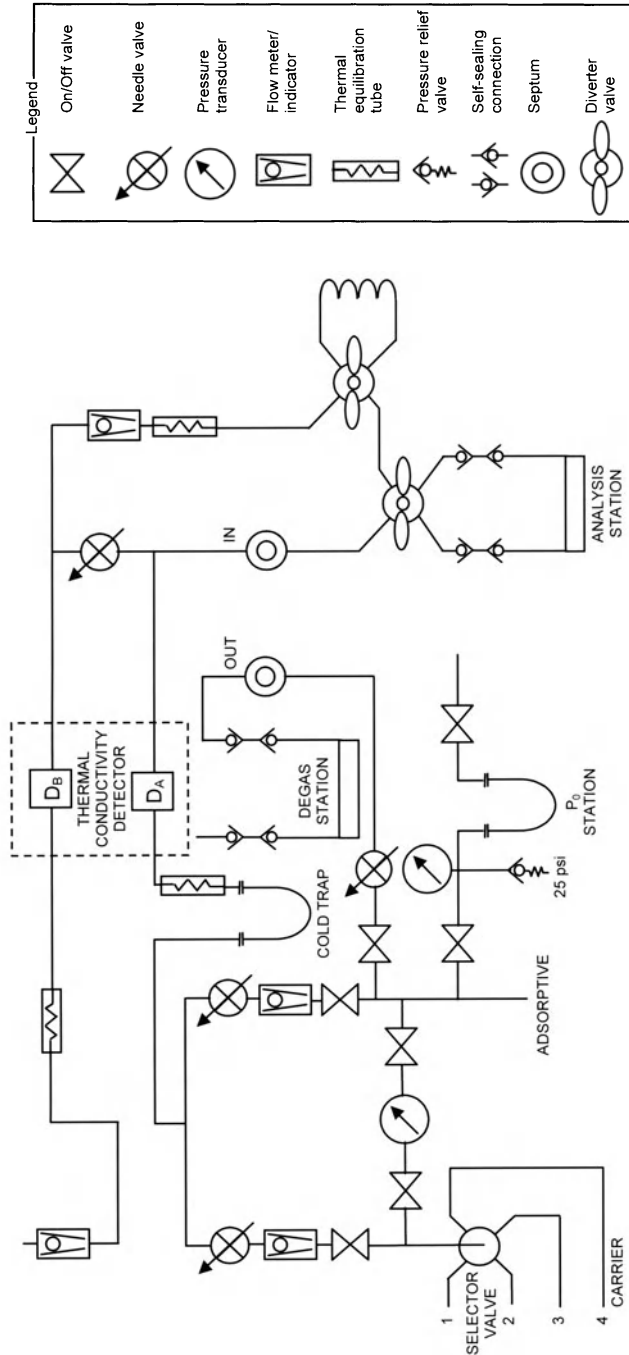 Legend
On/Off valve
Needle valve
Pressure
transducer
Flow meter/
indicator
Thermal
equilibration
tube
Pressure relief
valve
Self-sealing
connection
Septum
Diverter
valve
D_B
THERMAL
CONDUCTIVITY
DETECTOR
D_A
IN
OUT
DEGAS
STATION
COLD TRAP
ANALYSIS
STATION
P₀
STATION
25 psi
ADSORPTIVE
1
SELECTOR
VALVE
2
3
4
CARRIER